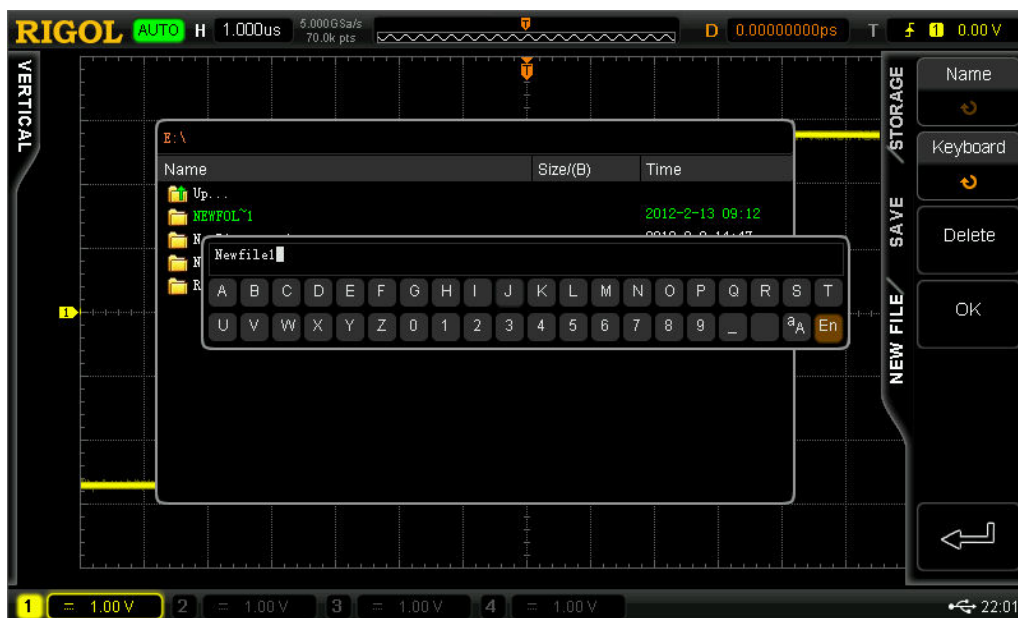 RIGOL AUTO H 1.000us 5.000GSa/s 70.0k pts T D 0.00000000ps T 1 0.00 V
VERTICAL
T
STORAGE
SAVE
NEW FILE
Name
Keyboard
Delete
OK
E:\
Name Size/(B) Time
Up...
NEWFOL~1 2012-2-13 09:12
N
N
R
Newfile1
A B C D E F G H I J K L M N O P Q R S T
U V W X Y Z 0 1 2 3 4 5 6 7 8 9 _ aA En
1
1 = 1.00 V 2 = 1.00 V 3 = 1.00 V 4 = 1.00 V 22:01